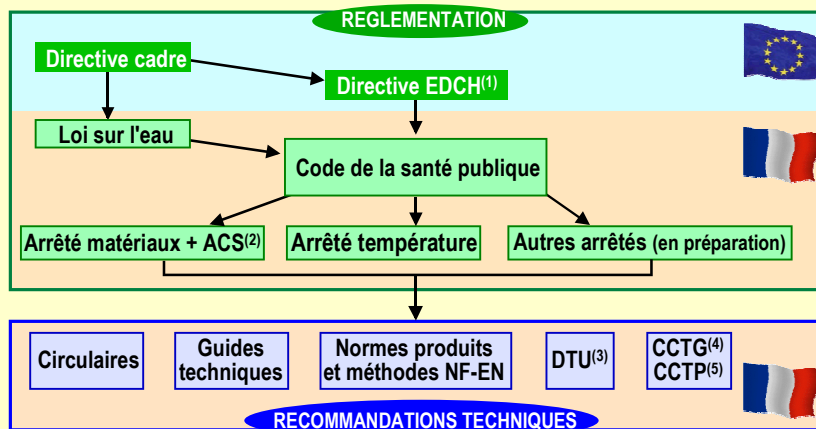 REGLEMENTATION
Directive cadre
Directive EDCH(1)
Loi sur l'eau
Code de la santé publique
Arrêté matériaux + ACS(2)
Arrêté température
Autres arrêtés (en préparation)
Circulaires
Guides
techniques
Normes produits
et méthodes NF-EN
DTU(3)
CCTG(4)
CCTP(5)
RECOMMANDATIONS TECHNIQUES